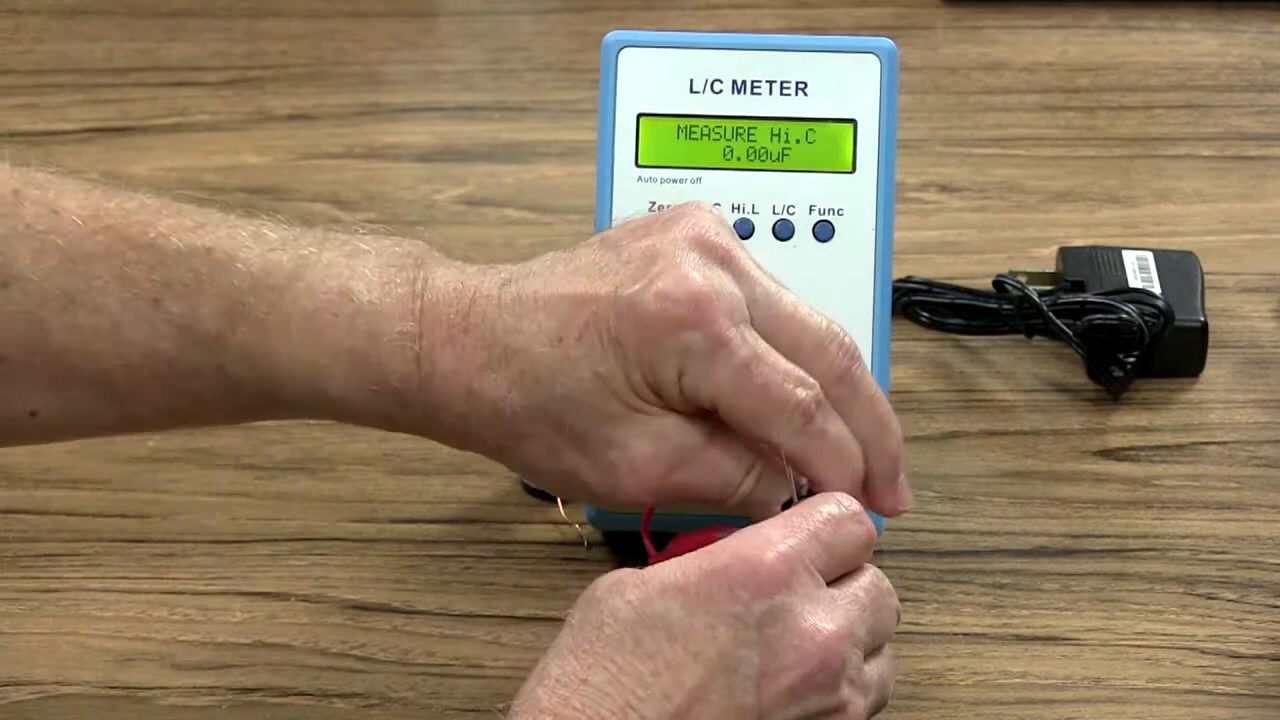 L/C METER
MEASURE Hi.C
0.00uF
Auto power off
Hi.L L/C Func